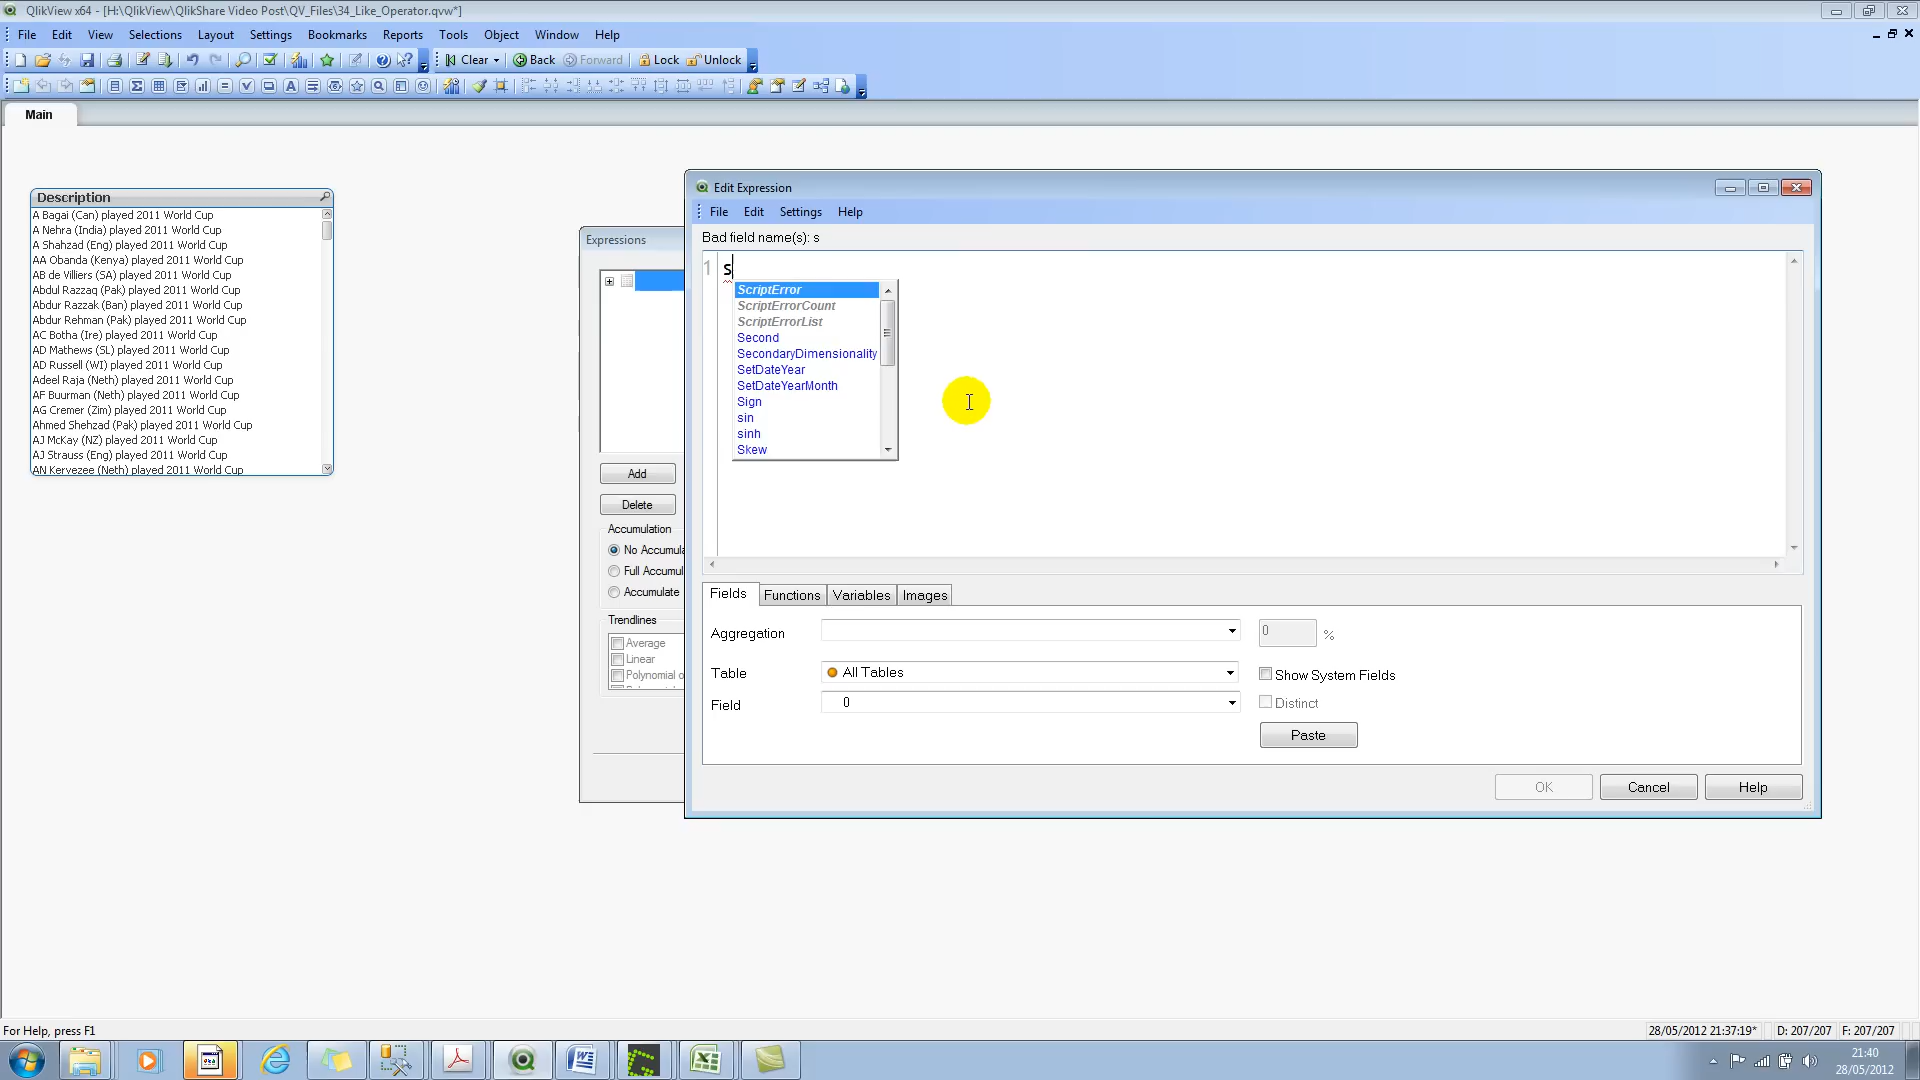 QlikView x64 - [H:\QlikView\QlikShare Video Post\QV_Files\34_Like_Operator.qvw*]
File Edit View Selections Layout Settings Bookmarks Reports Tools Object Window Help
Clear Back Forward Lock Unlock
Main
Description
A Bagai (Can) played 2011 World Cup
A Nehra (India) played 2011 World Cup
A Shahzad (Eng) played 2011 World Cup
AA Obanda (Kenya) played 2011 World Cup
AB de Villiers (SA) played 2011 World Cup
Abdul Razzaq (Pak) played 2011 World Cup
Abdur Razzak (Ban) played 2011 World Cup
Abdur Rehman (Pak) played 2011 World Cup
AC Botha (Ire) played 2011 World Cup
AD Mathews (SL) played 2011 World Cup
AD Russell (WI) played 2011 World Cup
Adeel Raja (Neth) played 2011 World Cup
AF Buurman (Neth) played 2011 World Cup
AG Cremer (Zim) played 2011 World Cup
Ahmed Shehzad (Pak) played 2011 World Cup
AJ McKay (NZ) played 2011 World Cup
AJ Strauss (Eng) played 2011 World Cup
AN Kervezee (Neth) played 2011 World Cup
Expressions
Add
Delete
Accumulation
No Accumula
Full Accumul
Accumulate
Trendlines
Average
Linear
Polynomial o
Edit Expression
File Edit Settings Help
Bad field name(s): s
1 s
ScriptError
ScriptErrorCount
ScriptErrorList
Second
SecondaryDimensionality
SetDateYear
SetDateYearMonth
Sign
sin
sinh
Skew
Fields Functions Variables Images
Aggregation 0 %
Table All Tables Show System Fields
Field 0 Distinct
Paste
OK Cancel Help
For Help, press F1 28/05/2012 21:37:19* D: 207/207 F: 207/207
21:40
28/05/2012